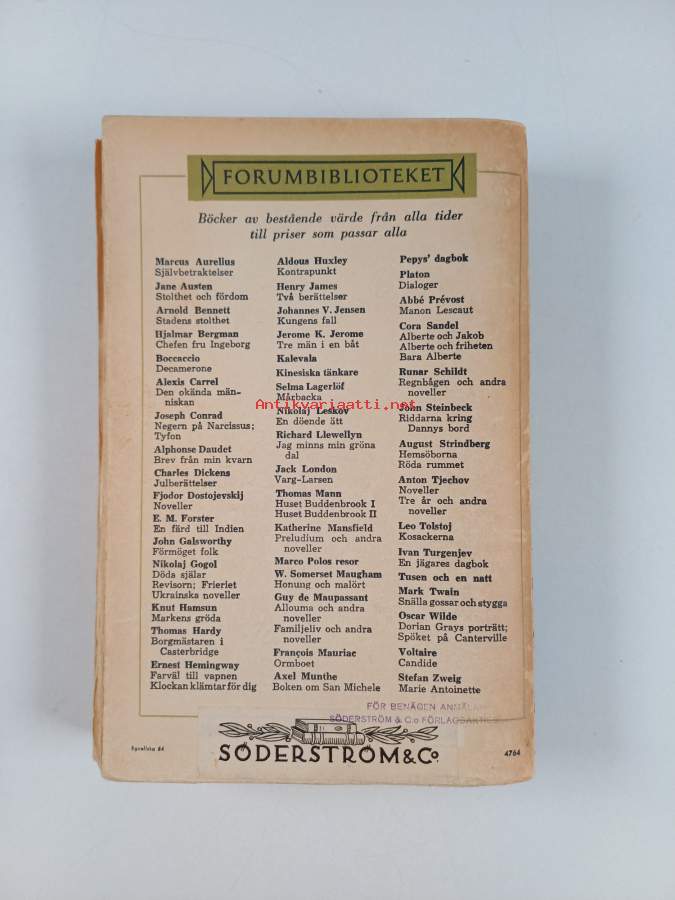 FORUMBIBLIOTEKET
Böcker av bestående värde från alla tider
till priser som passar alla
Marcus Aurelius
Självbetraktelser
Jane Austen
Stolthet och fördom
Arnold Bennett
Stadens stolthet
Hjalmar Bergman
Chefen fru Ingeborg
Boccaccio
Decamerone
Alexis Carrel
Den okända män-
niskan
Joseph Conrad
Negern på Narcissus;
Tyfon
Alphonse Daudet
Brev från min kvarn
Charles Dickens
Julberättelser
Fjodor Dostojevskij
Noveller
E. M. Forster
En färd till Indien
John Galsworthy
Förmöget folk
Nikolaj Gogol
Döda själar
Revisorn; Frieriet
Ukrainska noveller
Knut Hamsun
Markens gröda
Thomas Hardy
Borgmästaren i
Casterbridge
Ernest Hemingway
Farväl till vapnen
Klockan klämtar för dig
Aldous Huxley
Kontrapunkt
Henry James
Två berättelser
Johannes V. Jensen
Kungens fall
Jerome K. Jerome
Tre män i en båt
Kalevala
Kinesiska tänkare
Selma Lagerlöf
Mårbacka
Nikolaj Leskov
En döende ätt
Richard Llewellyn
Jag minns min gröna
dal
Jack London
Varg-Larsen
Thomas Mann
Huset Buddenbrook I
Huset Buddenbrook II
Katherine Mansfield
Preludium och andra
noveller
Marco Polos resor
W. Somerset Maugham
Honung och malört
Guy de Maupassant
Allouma och andra
noveller
Familjeliv och andra
noveller
François Mauriac
Ormboet
Axel Munthe
Boken om San Michele
Pepys' dagbok
Platon
Dialoger
Abbé Prévost
Manon Lescaut
Cora Sandel
Alberte och Jakob
Alberte och friheten
Bara Alberte
Runar Schildt
Regnbågen och andra
noveller
John Steinbeck
Riddarna kring
Dannys bord
August Strindberg
Hemsöborna
Röda rummet
Anton Tjechov
Noveller
Tre år och andra
noveller
Leo Tolstoj
Kosackerna
Ivan Turgenjev
En jägares dagbok
Tusen och en natt
Mark Twain
Snälla gossar och stygga
Oscar Wilde
Dorian Grays porträtt;
Spöket på Canterville
Voltaire
Candide
Stefan Zweig
Marie Antoinette
Antikvariaatti.net
FÖR BENÄGEN
SÖDERSTRÖM & C:o
SÖDERSTRÖM & Co
4764